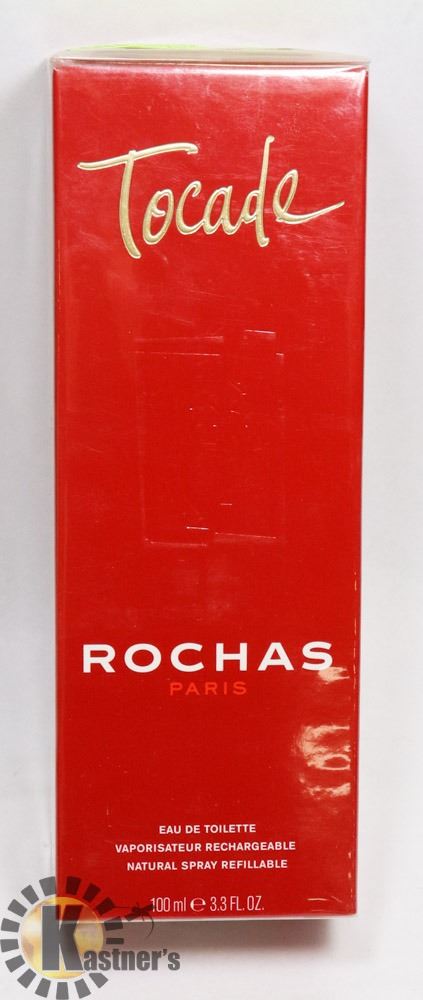 Tocade
ROCHAS
PARIS
EAU DE TOILETTE
VAPORISATEUR RECHARGEABLE
NATURAL SPRAY REFILLABLE
100 ml ℮ 3.3 FL. OZ.
Kastner's